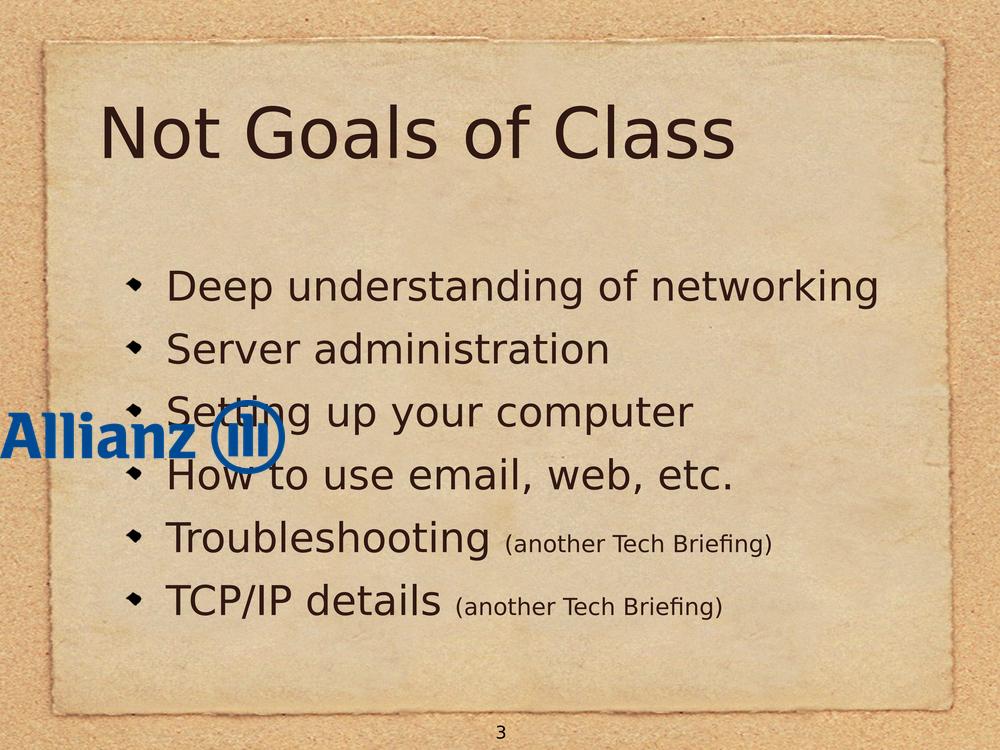 Not Goals of Class
Deep understanding of networking
Server administration
Setting up your computer
Allianz
How to use email, web, etc.
Troubleshooting (another Tech Briefing)
TCP/IP details (another Tech Briefing)
3